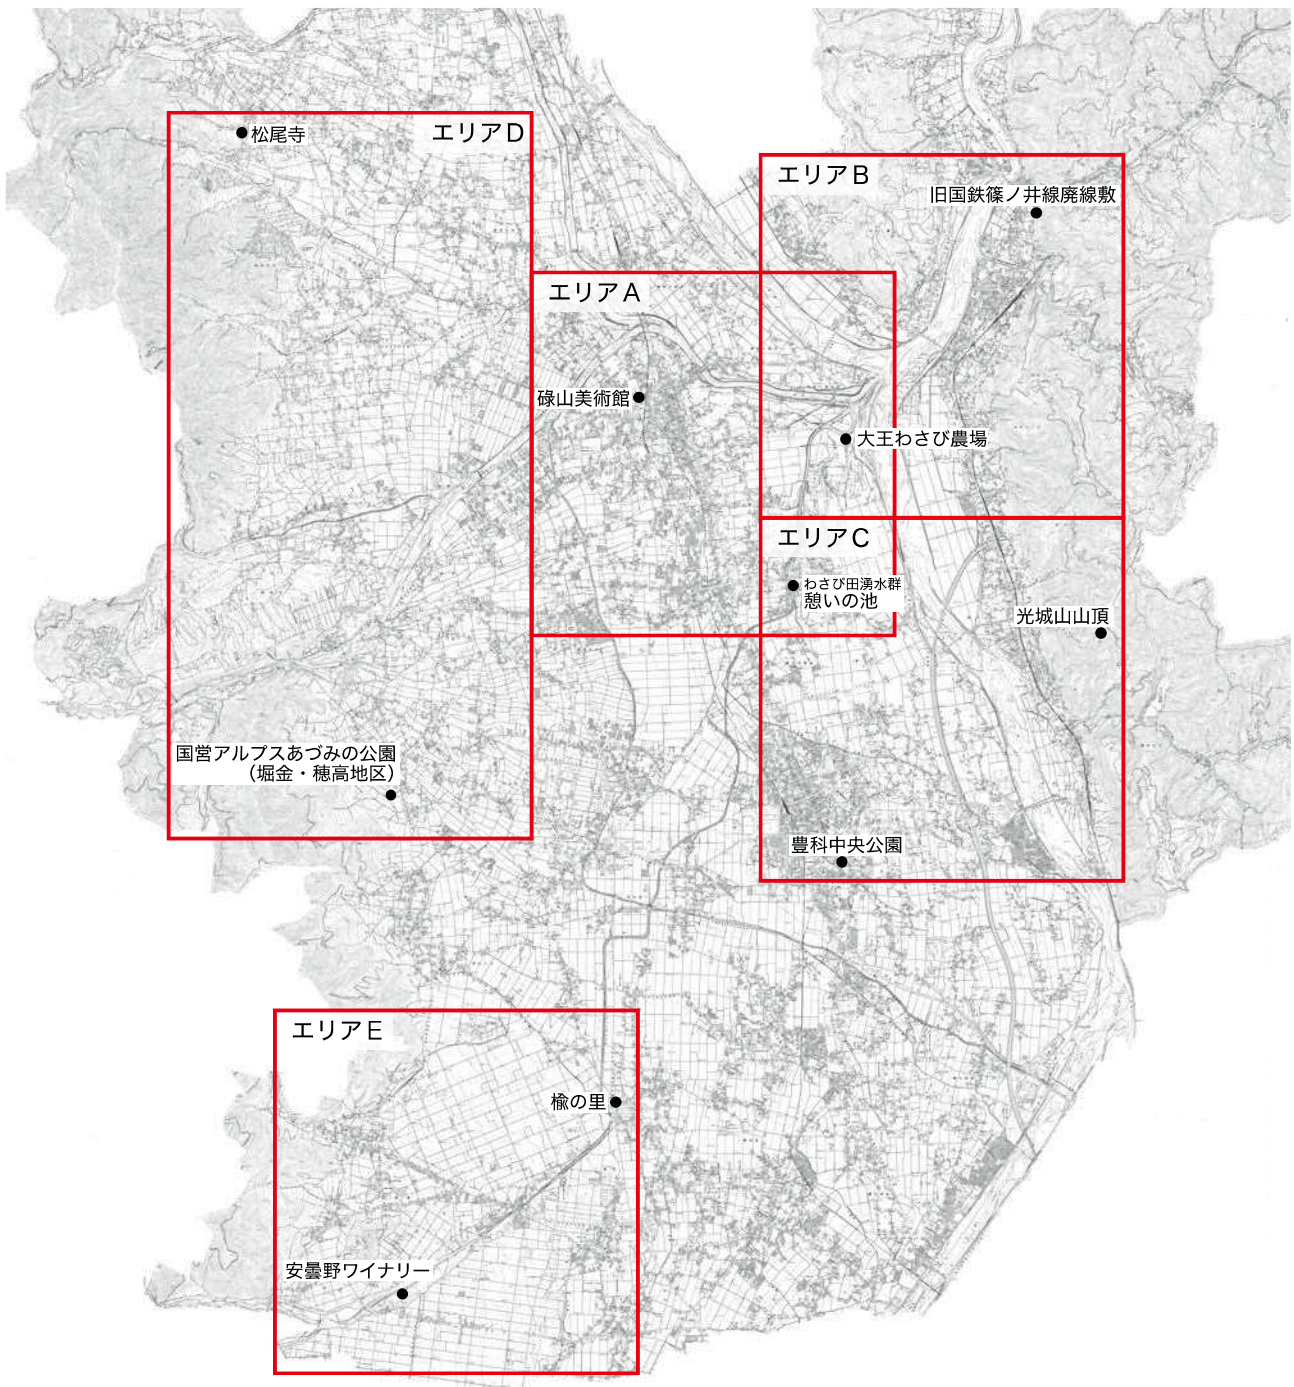 松尾寺
エリアD
エリアB
旧国鉄篠ノ井線廃線敷
エリアA
碌山美術館
大王わさび農場
エリアC
わさび田湧水群
憩いの池
光城山山頂
国営アルプスあづみの公園
（堀金・穂高地区）
豊科中央公園
エリアE
楡の里
安曇野ワイナリー